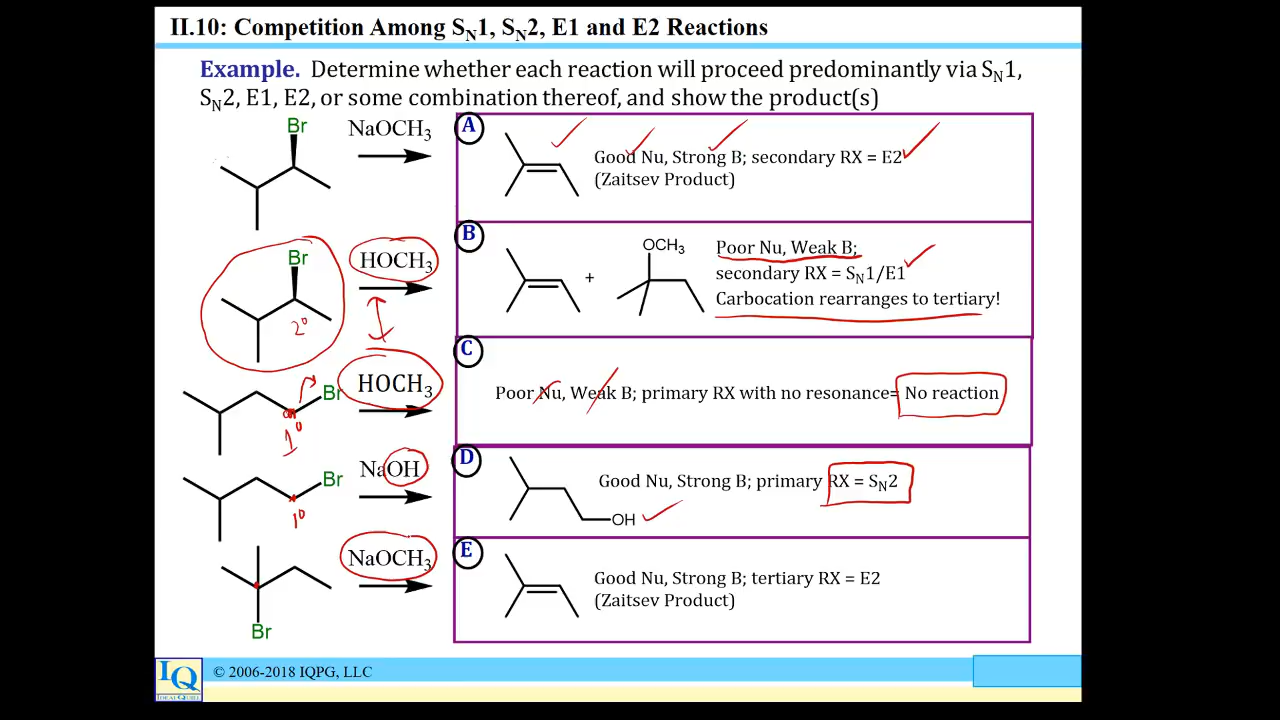 II.10: Competition Among SN1, SN2, E1 and E2 Reactions
Example. Determine whether each reaction will proceed predominantly via SN1,
SN2, E1, E2, or some combination thereof, and show the product(s)
Br
NaOCH3
A
Good Nu, Strong B; secondary RX = E2
(Zaitsev Product)
Br
2°
HOCH3
B
+
OCH3
Poor Nu, Weak B;
secondary RX = SN1/E1
Carbocation rearranges to tertiary!
Br
1°
HOCH3
C
Poor Nu, Weak B; primary RX with no resonance= No reaction
Br
1°
NaOH
D
OH
Good Nu, Strong B; primary RX = SN2
Br
NaOCH3
E
Good Nu, Strong B; tertiary RX = E2
(Zaitsev Product)
IQ
IDEAL QUILL
© 2006-2018 IQPG, LLC